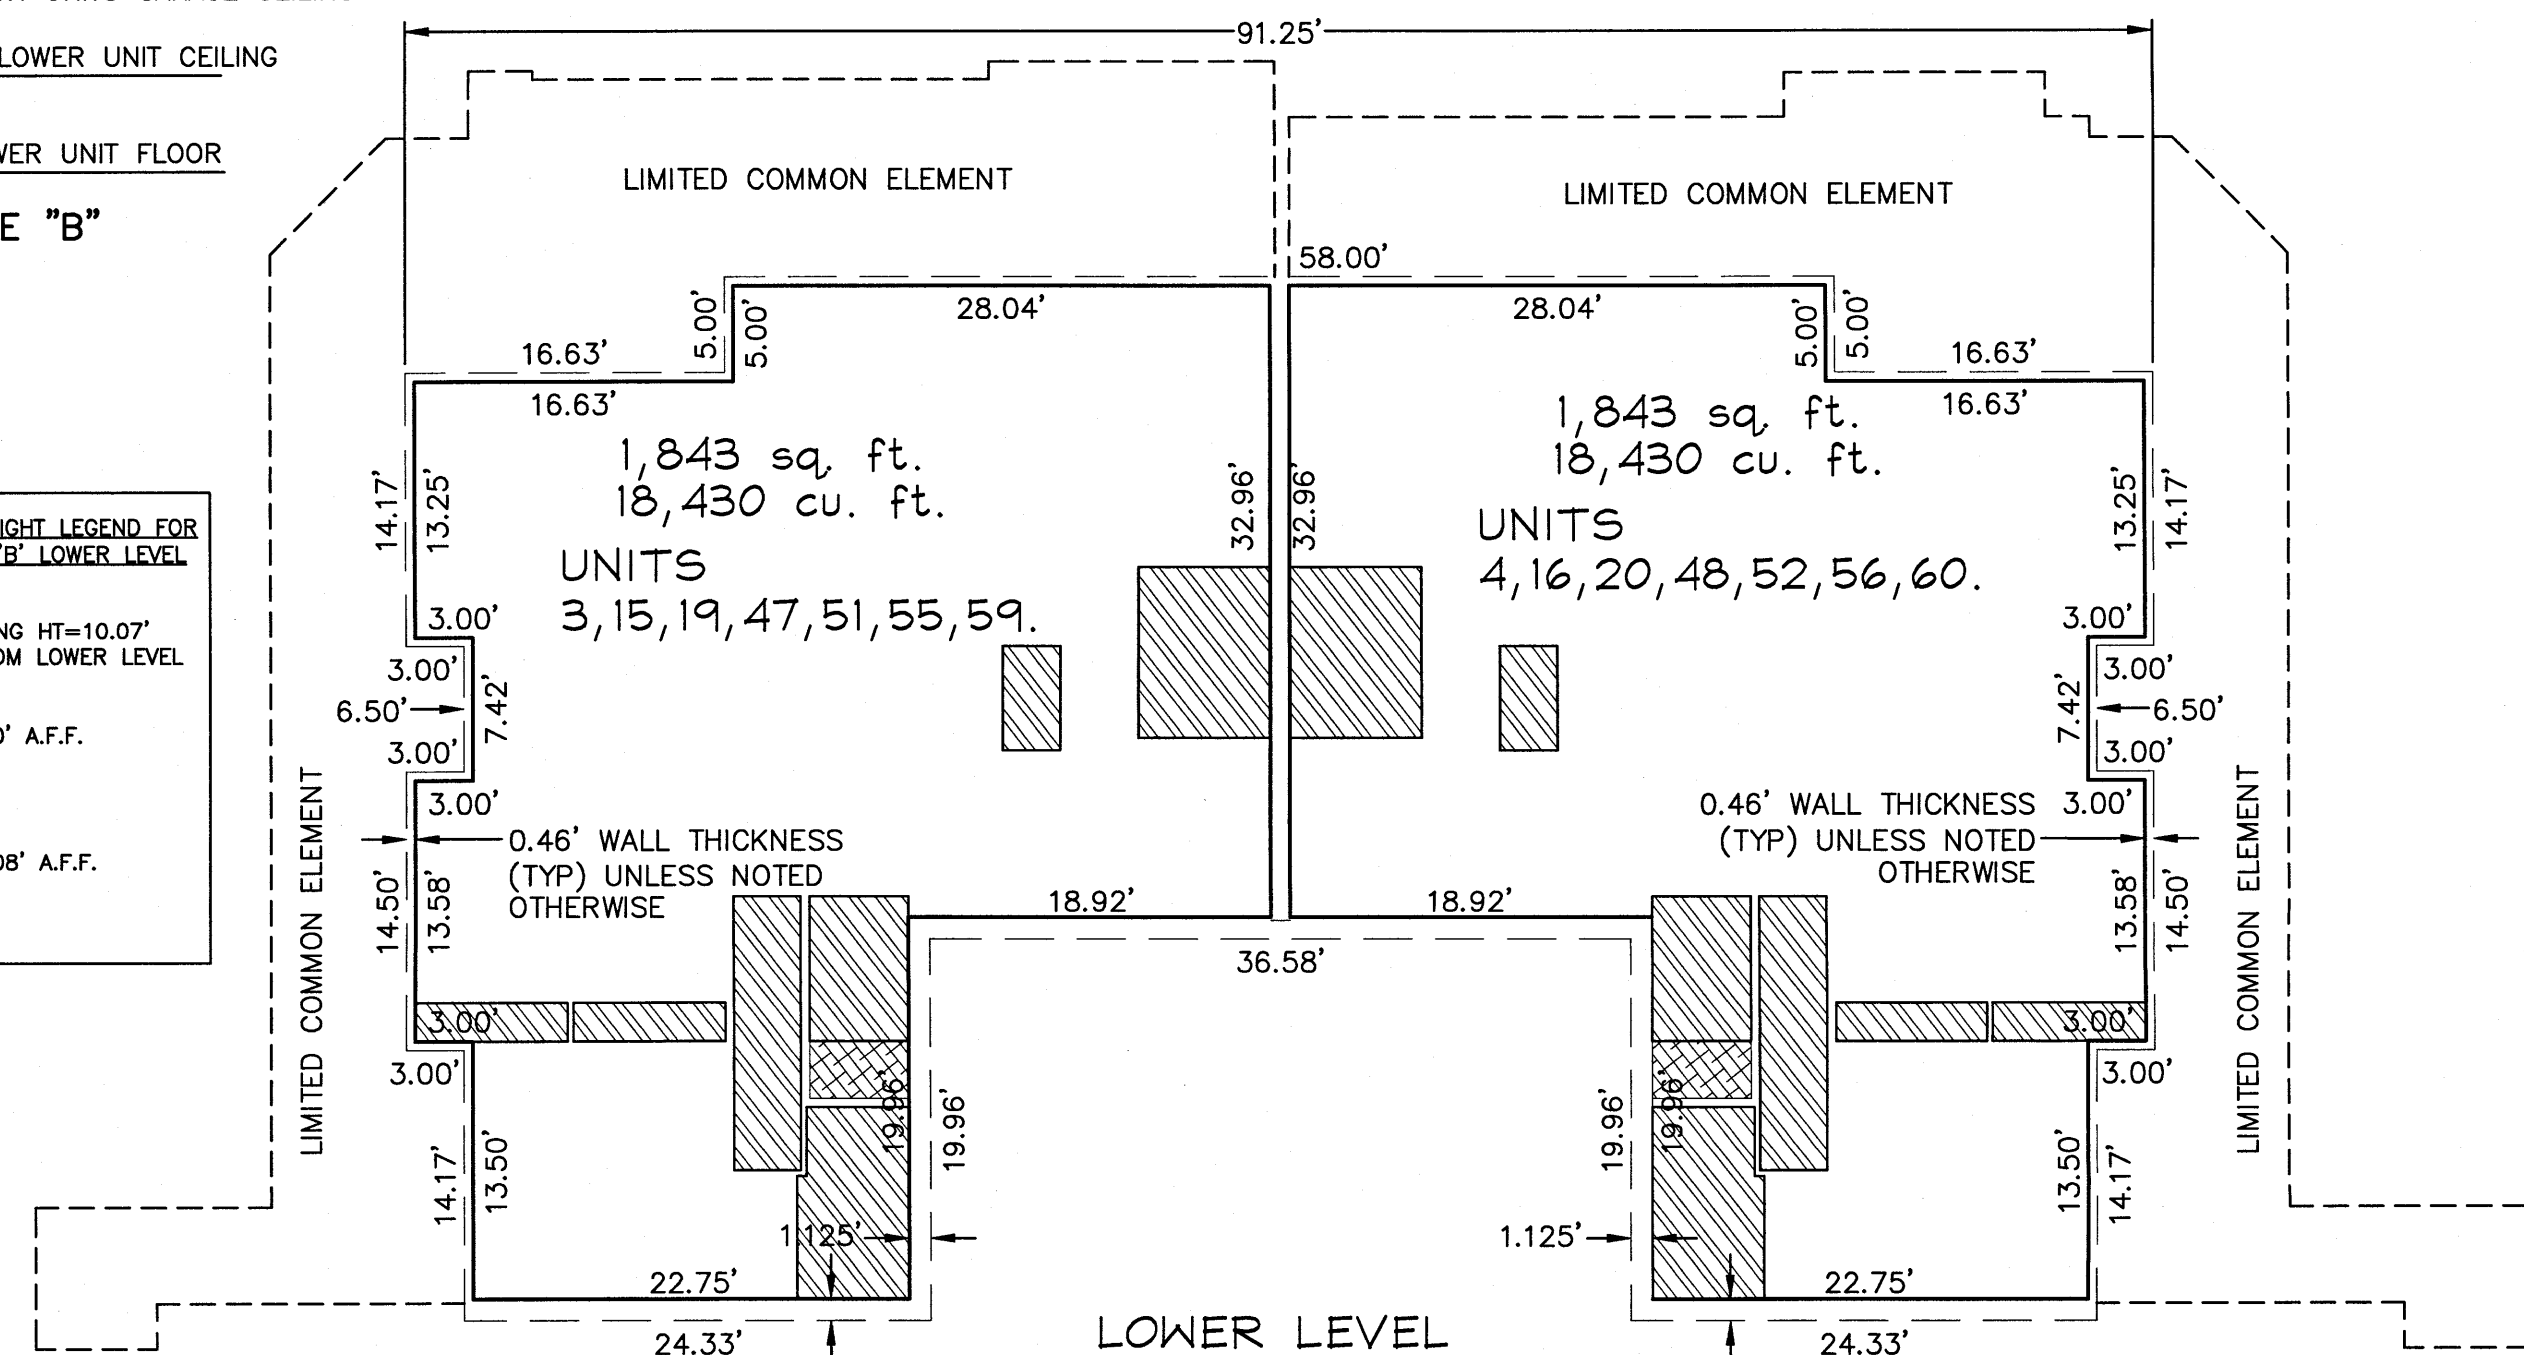 91.25'
LOWER UNIT CEILING
UNIT FLOOR
E "B"
LIMITED COMMON ELEMENT
LIMITED COMMON ELEMENT
58.00'
28.04'
28.04'
5.00'
5.00'
5.00'
5.00'
16.63'
16.63'
16.63'
16.63'
1,843 sq. ft.
18,430 cu. ft.
UNITS
3,15,19,47,51,55,59.
1,843 sq. ft.
18,430 cu. ft.
UNITS
4,16,20,48,52,56,60.
14.17'
13.25'
32.96'
32.96'
13.25'
14.17'
LEGEND FOR
'B' LOWER LEVEL
HT=10.07'
LOWER LEVEL
A.F.F.
A.F.F.
3.00'
3.00'
6.50'
7.42'
3.00'
3.00'
3.00'
3.00'
7.42'
6.50'
3.00'
3.00'
0.46' WALL THICKNESS
(TYP) UNLESS NOTED
OTHERWISE
0.46' WALL THICKNESS
(TYP) UNLESS NOTED
OTHERWISE
LIMITED COMMON ELEMENT
LIMITED COMMON ELEMENT
14.50'
13.58'
18.92'
18.92'
13.58'
14.50'
36.58'
3.00'
3.00'
3.00'
3.00'
19.96'
19.96'
19.96'
19.96'
14.17'
13.50'
13.50'
14.17'
1.125'
1.125'
22.75'
22.75'
24.33'
24.33'
LOWER LEVEL